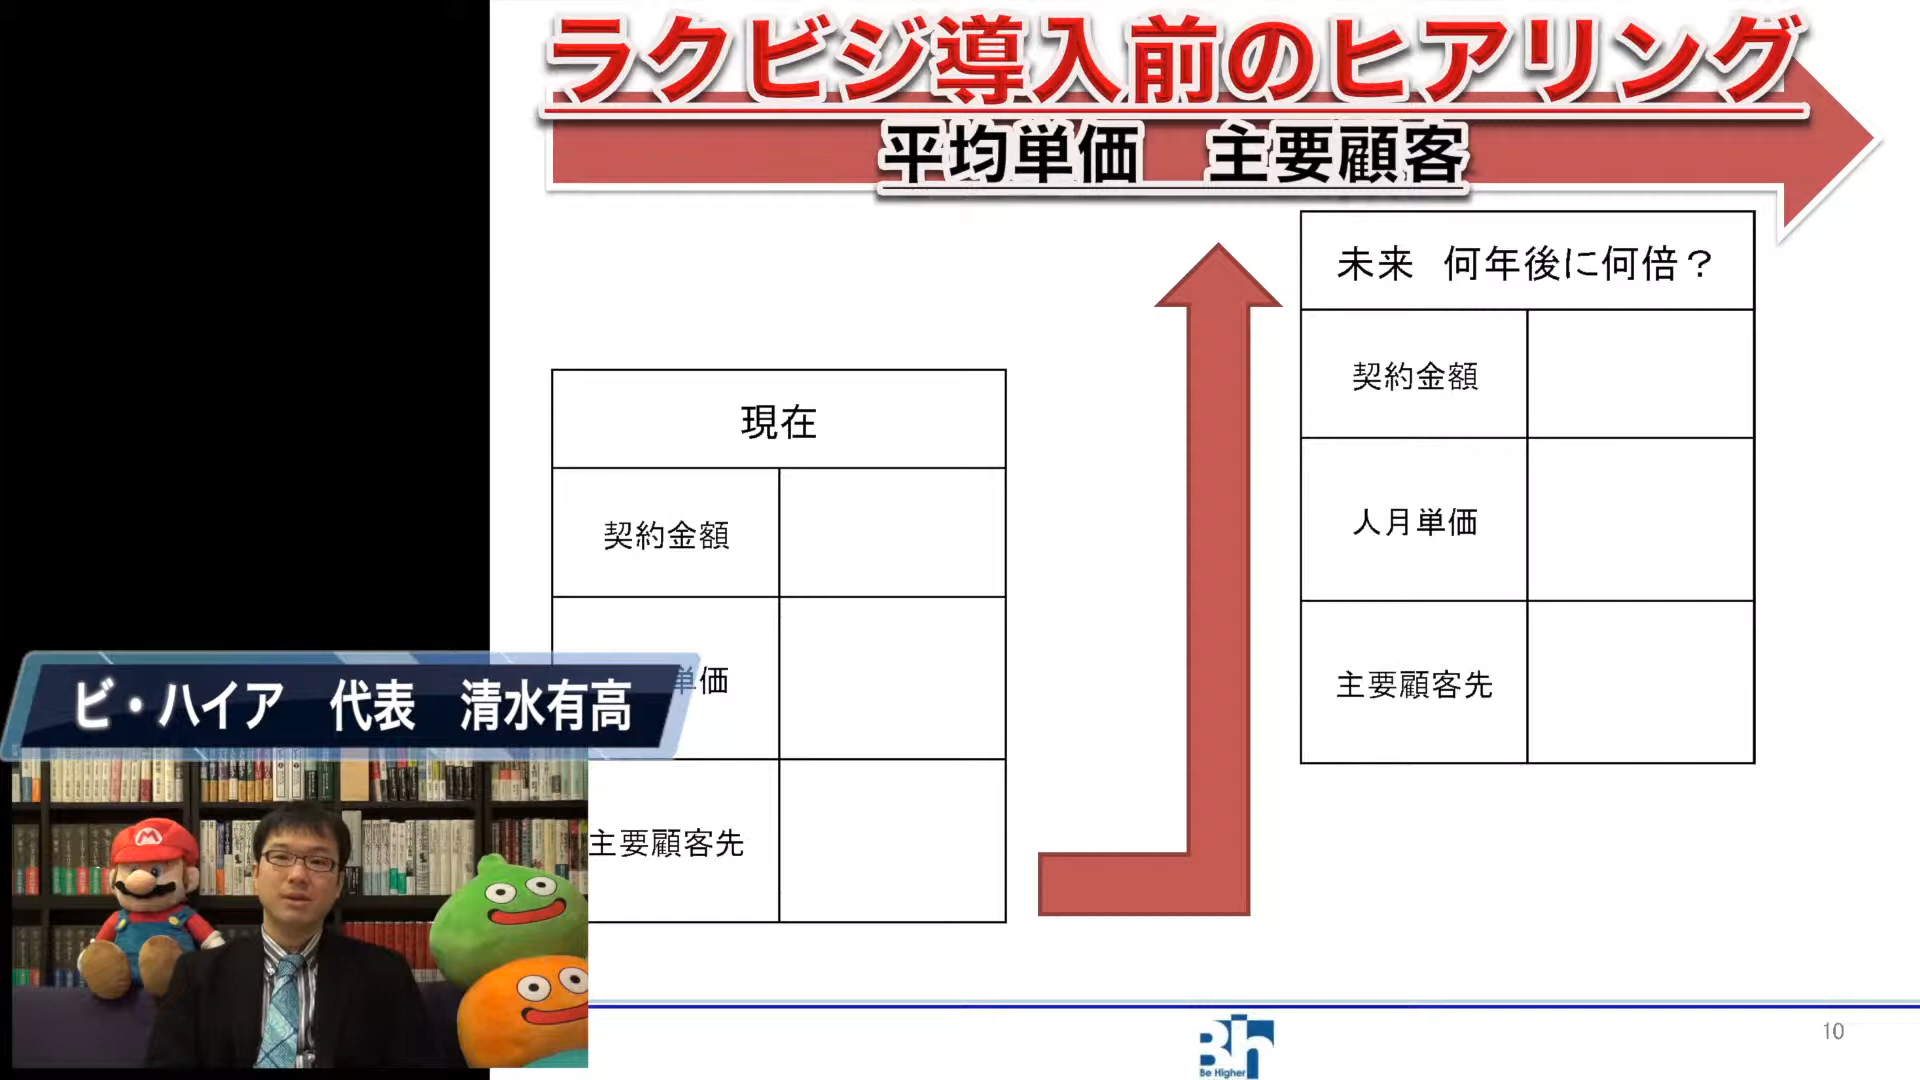 ラクビジ導入前のヒアリング
平均単価　主要顧客
未来　何年後に何倍？
契約金額
人月単価
主要顧客先
現在
契約金額
単価
主要顧客先
ビ・ハイア　代表　清水有高
M
Bh
Be Higher
10